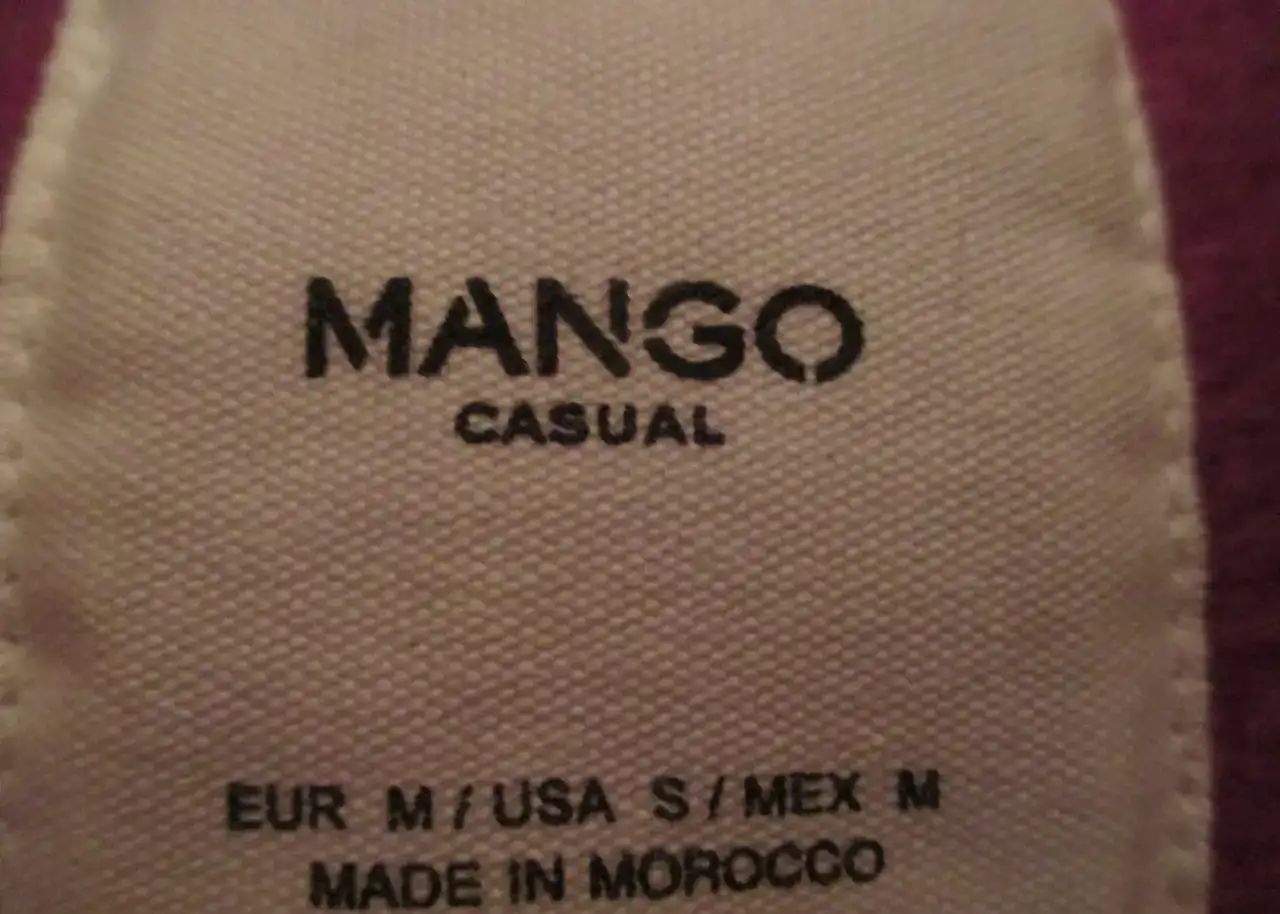 MANGO
CASUAL
EUR M / USA S / MEX M
MADE IN MOROCCO